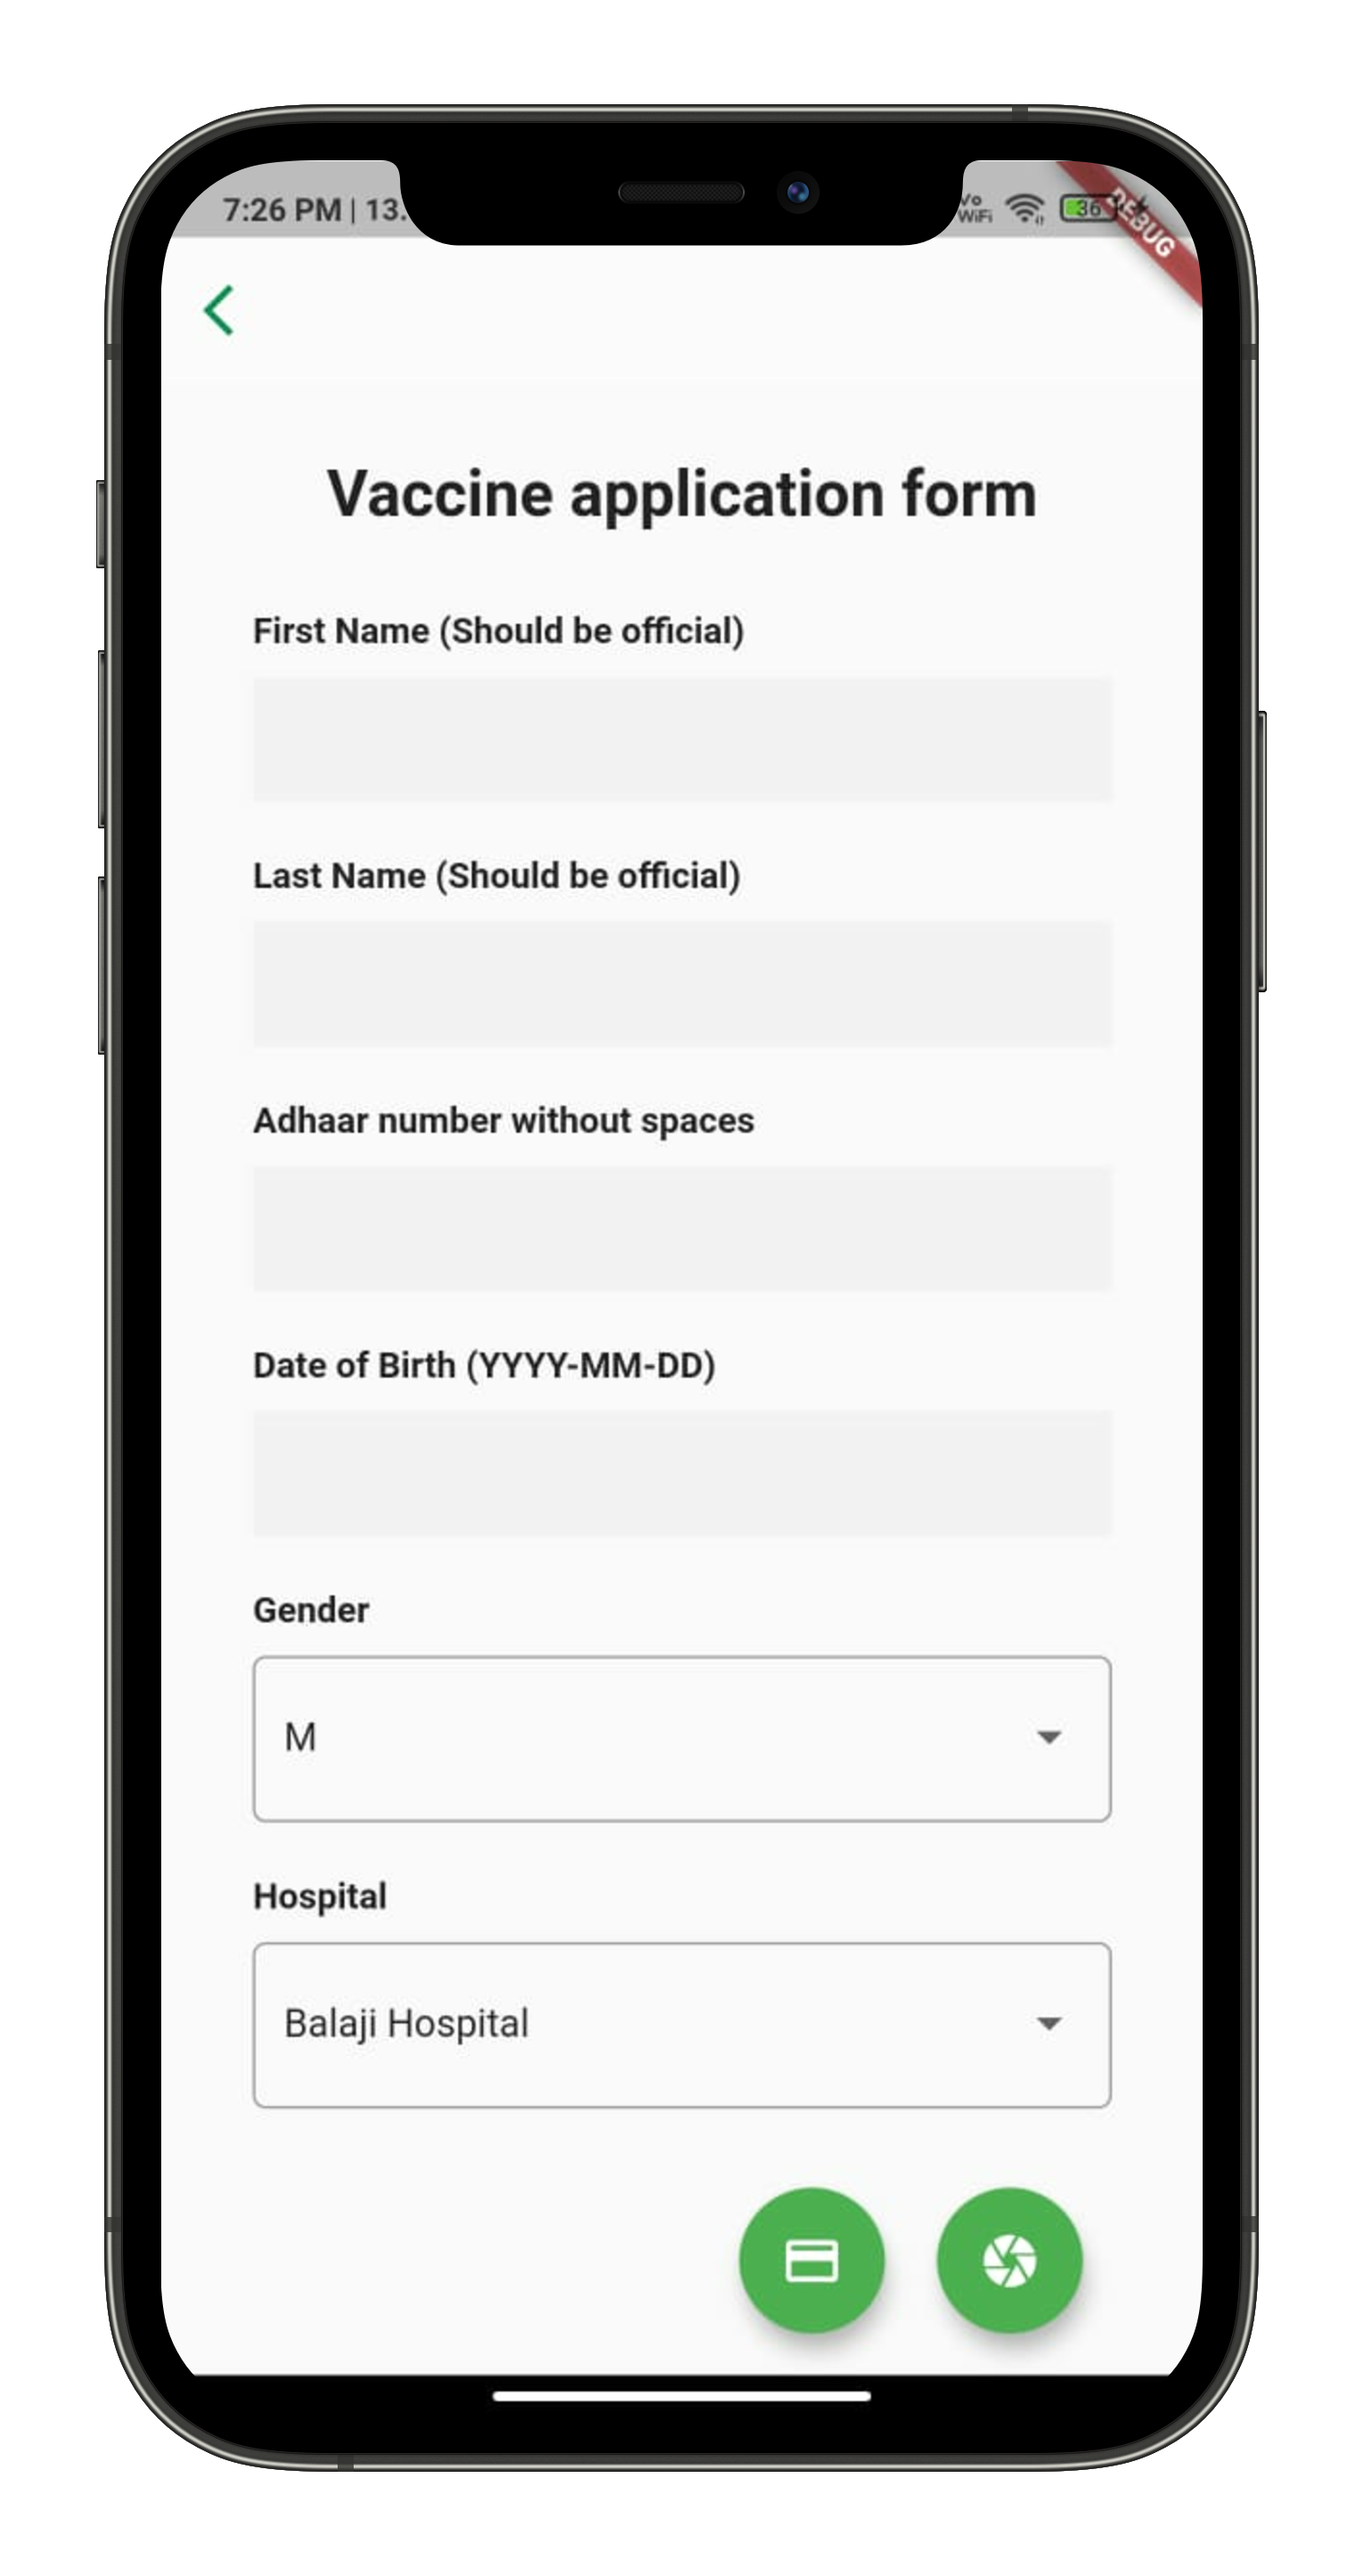 7:26 PM | 13.
Vo
WiFi
36
DEBUG
Vaccine application form
First Name (Should be official)
Last Name (Should be official)
Adhaar number without spaces
Date of Birth (YYYY-MM-DD)
Gender
M
Hospital
Balaji Hospital